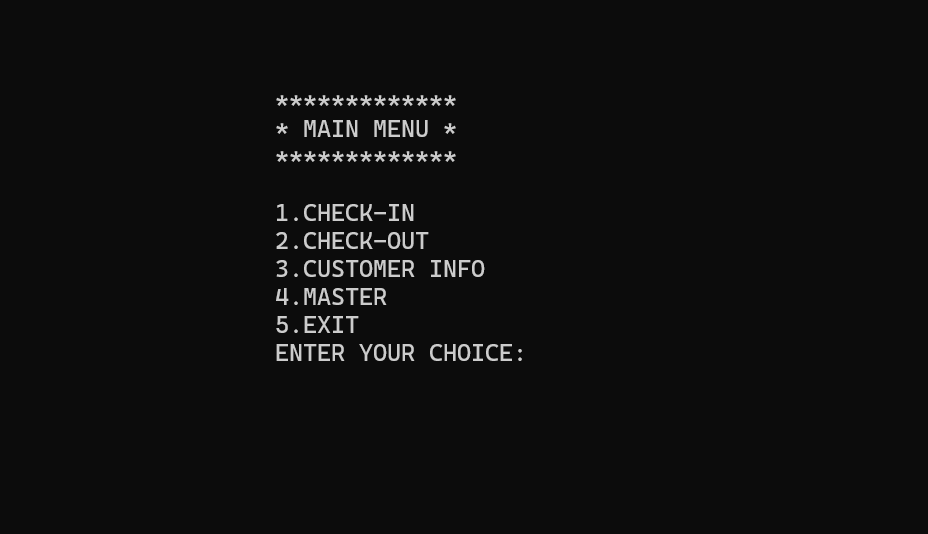 *************
* MAIN MENU *
*************
1.CHECK-IN
2.CHECK-OUT
3.CUSTOMER INFO
4.MASTER
5.EXIT
ENTER YOUR CHOICE: